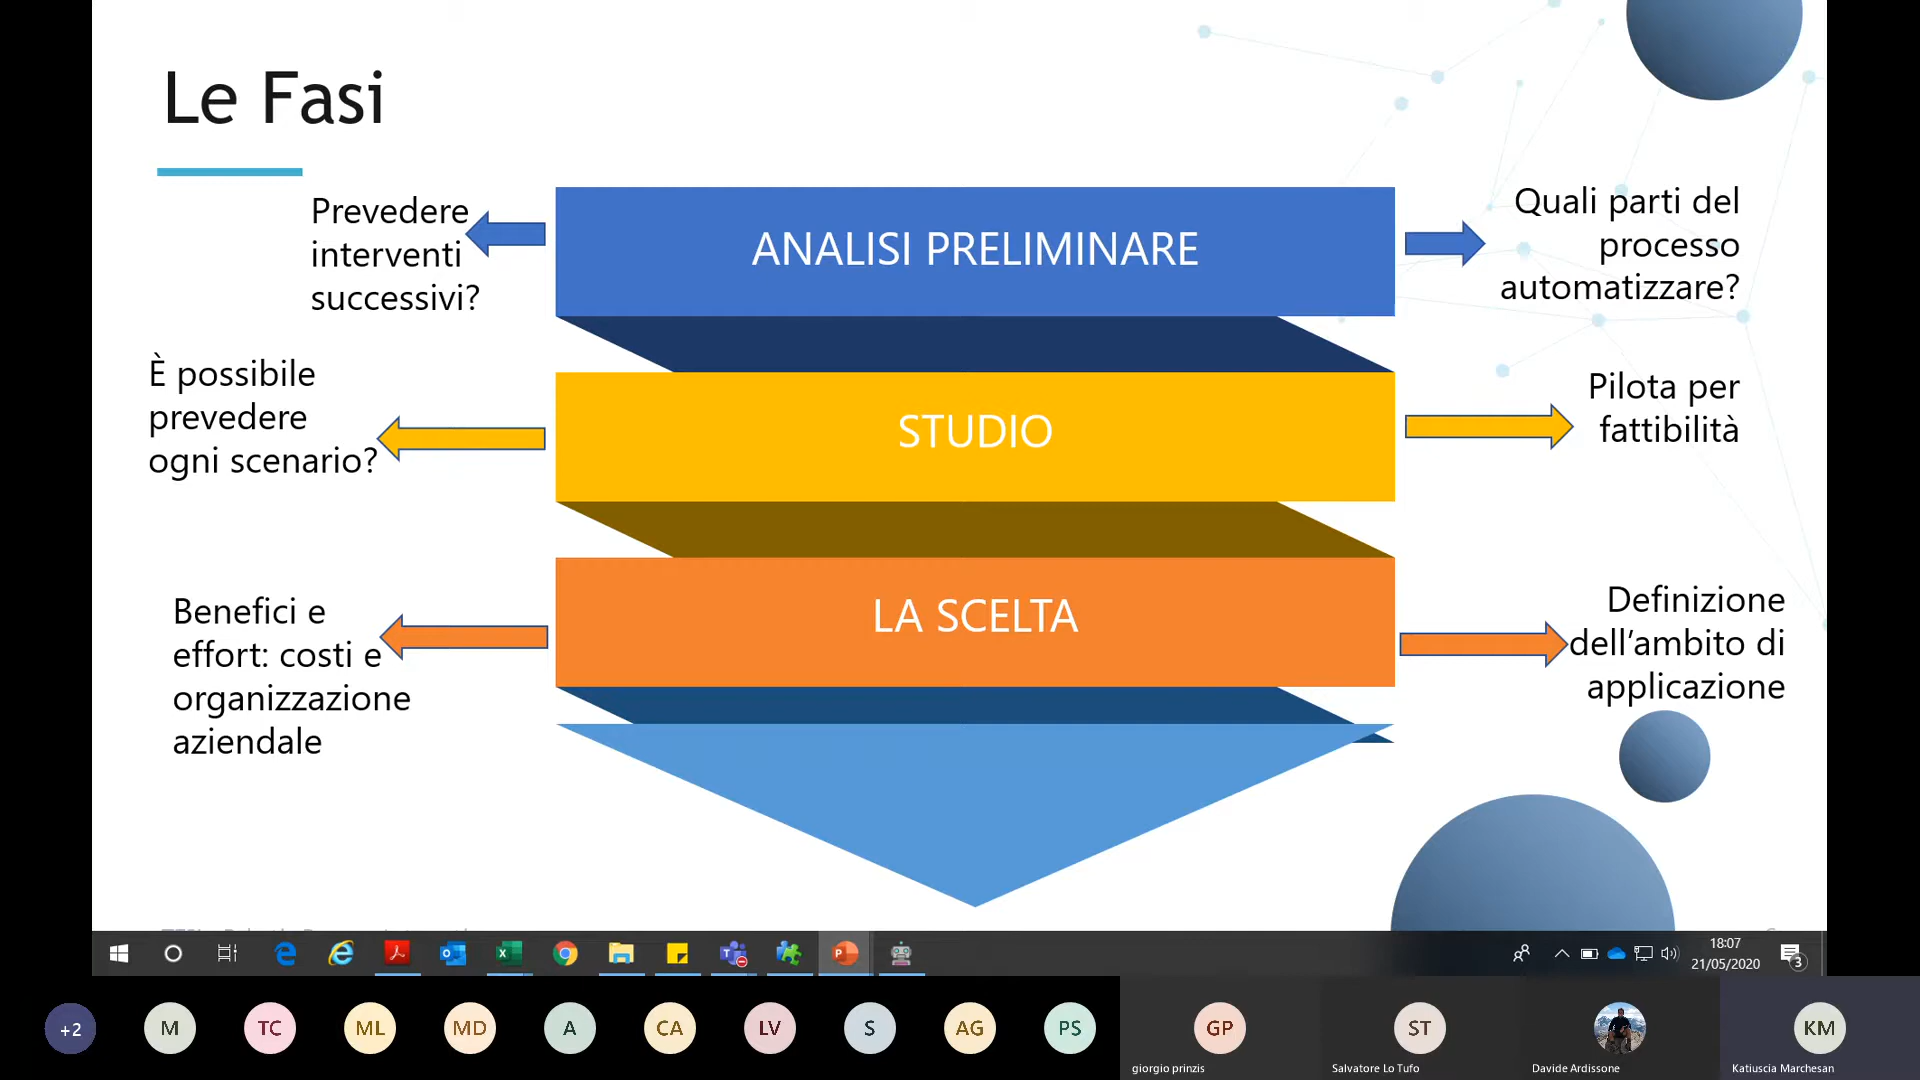 Le Fasi
Prevedere
interventi
successivi?
ANALISI PRELIMINARE
Quali parti del
processo
automatizzare?
È possibile
prevedere
ogni scenario?
STUDIO
Pilota per
fattibilità
Benefici e
effort: costi e
organizzazione
aziendale
LA SCELTA
Definizione
dell’ambito di
applicazione
18:07
21/05/2020
3
+2
M
TC
ML
MD
A
CA
LV
S
AG
PS
GP
giorgio prinzis
ST
Salvatore Lo Tufo
Davide Ardissone
KM
Katiuscia Marchesan